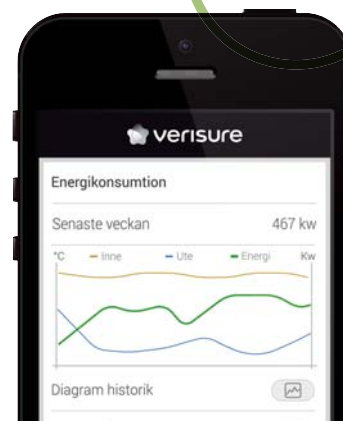 verisure
Energikonsumtion
Senaste veckan 467 kw
°C Inne Ute Energi Kw
Diagram historik